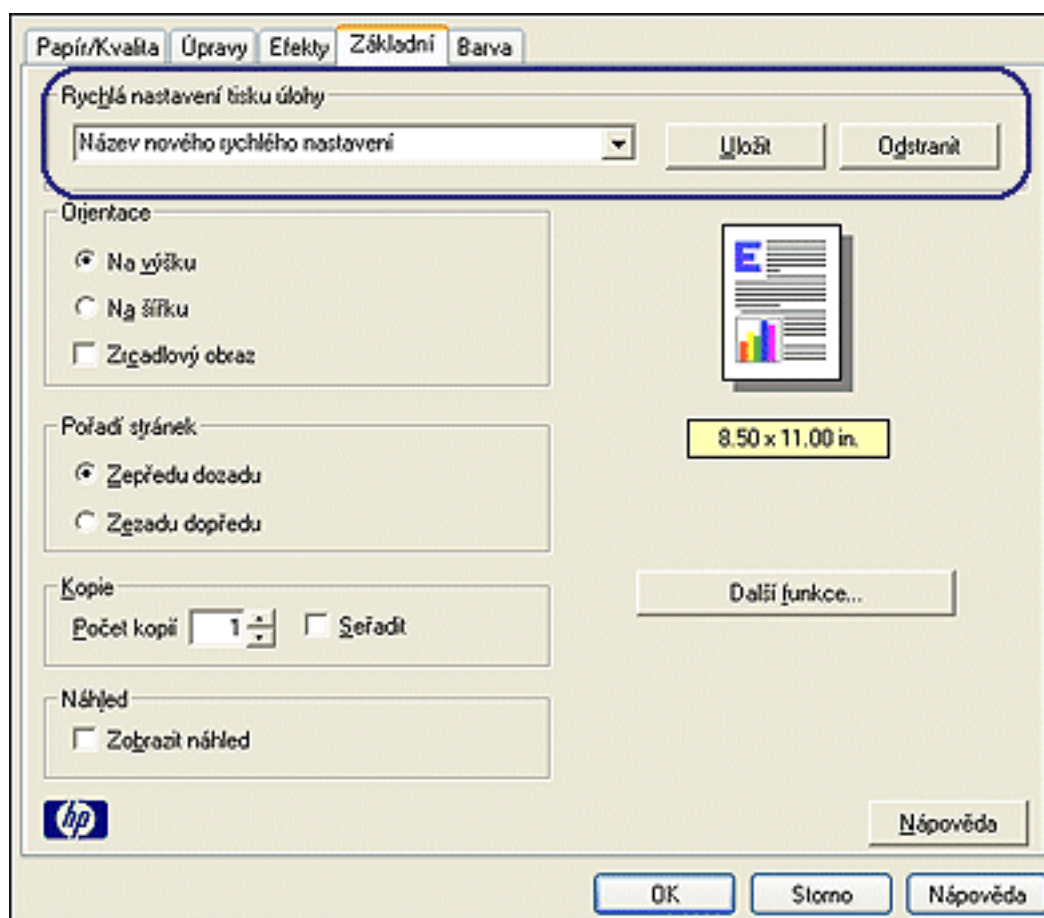 Papír/Kvalita Úpravy Efekty Základní Barva
Rychlá nastavení tisku úlohy
Název nového rychlého nastavení Uložit Odstranit
Orientace
Na výšku
Na šířku
Zrcadlový obraz
8.50 x 11.00 in.
Pořadí stránek
Zepředu dozadu
Zezadu dopředu
Další funkce...
Kopie
Počet kopií 1 Seřadit
Náhled
Zobrazit náhled
hp
Nápověda
OK Storno Nápověda